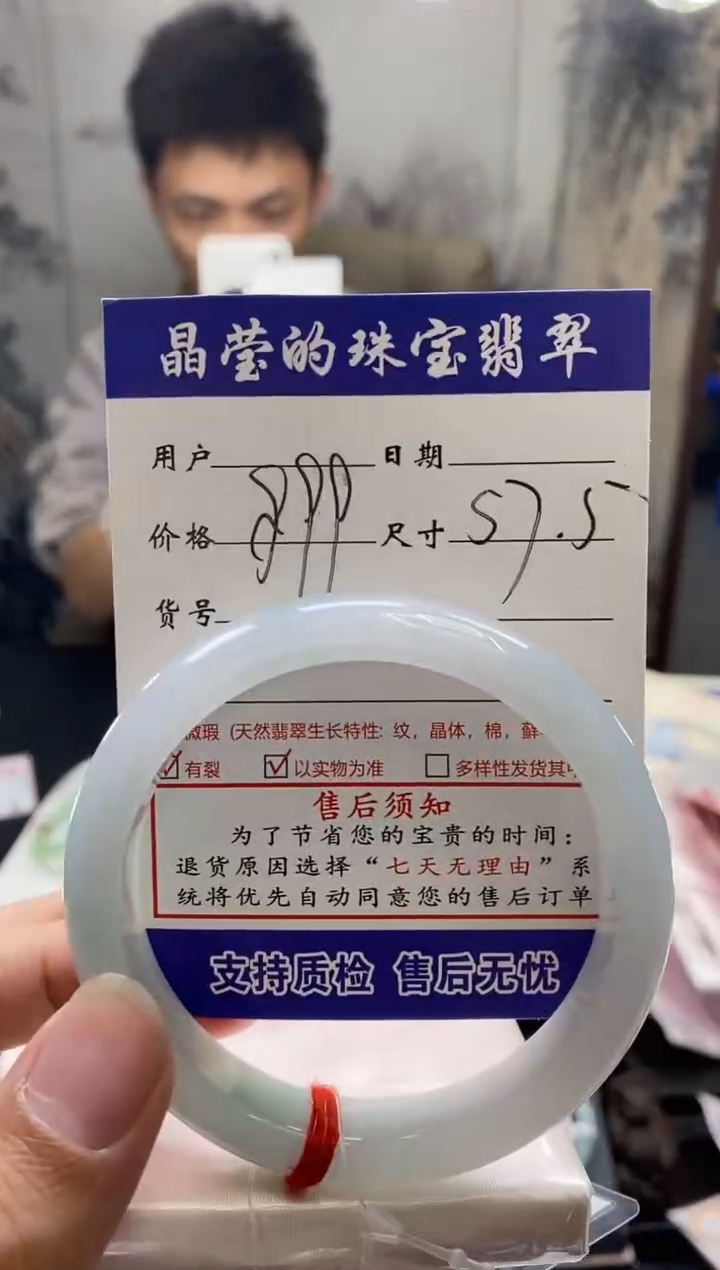 晶莹的珠宝翡翠
用户 日期
价格 899 尺寸 57.5
货号
微瑕 (天然翡翠生长特性: 纹, 晶体, 棉, 藓
有裂 以实物为准 多样性发货其
售后须知
为了节省您的宝贵的时间:
退货原因选择“七天无理由”系
统将优先自动同意您的售后订单
支持质检 售后无忧